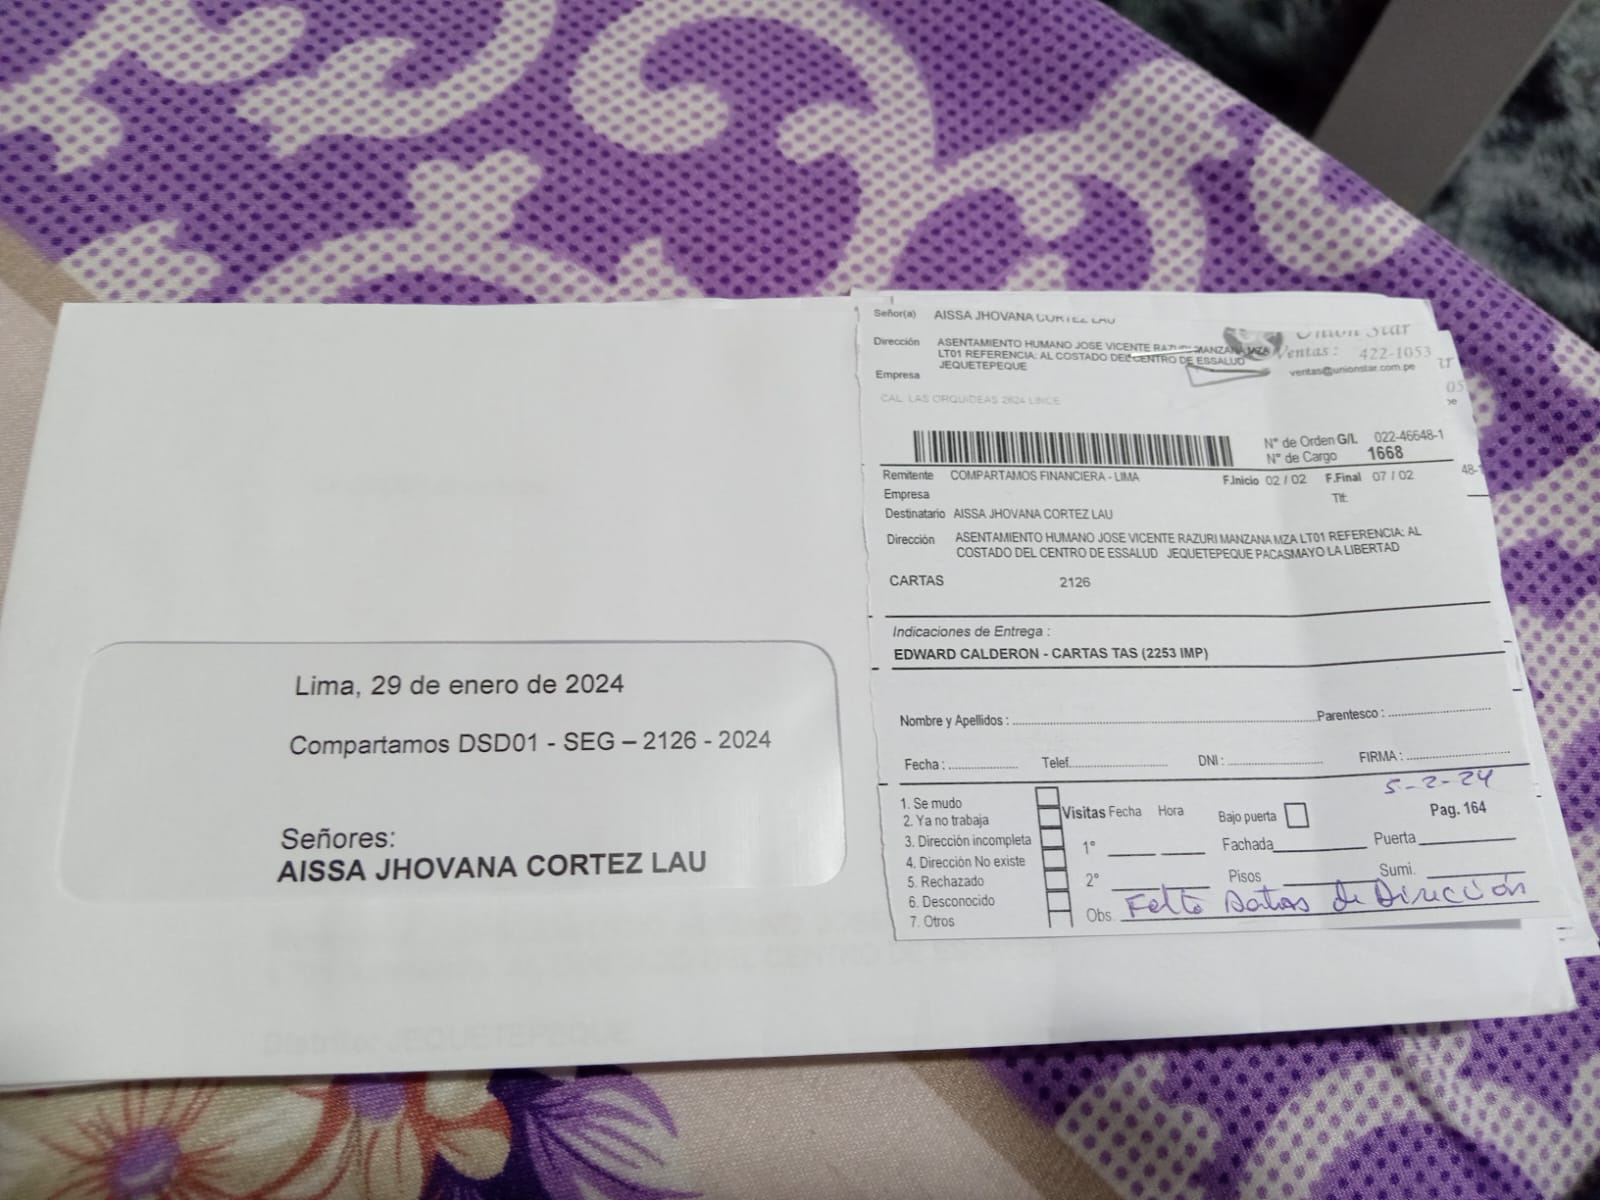 Lima, 29 de enero de 2024
Compartamos DSD01 - SEG – 2126 - 2024
Señores:
AISSA JHOVANA CORTEZ LAU
Distrito: JEQUETEPEQUE
Señor(a) AISSA JHOVANA CORTEZ LAU
Union Star
Dirección ASENTAMIENTO HUMANO JOSE VICENTE RAZURI MANZANA MZA
LT01 REFERENCIA: AL COSTADO DEL CENTRO DE ESSALUD
JEQUETEPEQUE
Ventas : 422-1053
ventas@unionstar.com.pe
Empresa
CAL. LAS ORQUIDEAS 2624 LINCE
N° de Orden G/I. 022-46648-1
N° de Cargo 1668
Remitente COMPARTAMOS FINANCIERA - LIMA F.Inicio 02 / 02 F.Final 07 / 02
Empresa Tlf:
Destinatario AISSA JHOVANA CORTEZ LAU
Dirección ASENTAMIENTO HUMANO JOSE VICENTE RAZURI MANZANA MZA LT01 REFERENCIA: AL
COSTADO DEL CENTRO DE ESSALUD JEQUETEPEQUE PACASMAYO LA LIBERTAD
CARTAS 2126
Indicaciones de Entrega :
EDWARD CALDERON - CARTAS TAS (2253 IMP)
Nombre y Apellidos : Parentesco :
Fecha : Telef. DNI : FIRMA :
5-2-24
1. Se mudo
2. Ya no trabaja
3. Dirección incompleta
4. Dirección No existe
5. Rechazado
6. Desconocido
7. Otros
Visitas Fecha Hora Bajo puerta Pag. 164
1° Fachada Puerta
2° Pisos Sumi.
Obs. Falto Datos de Dirección